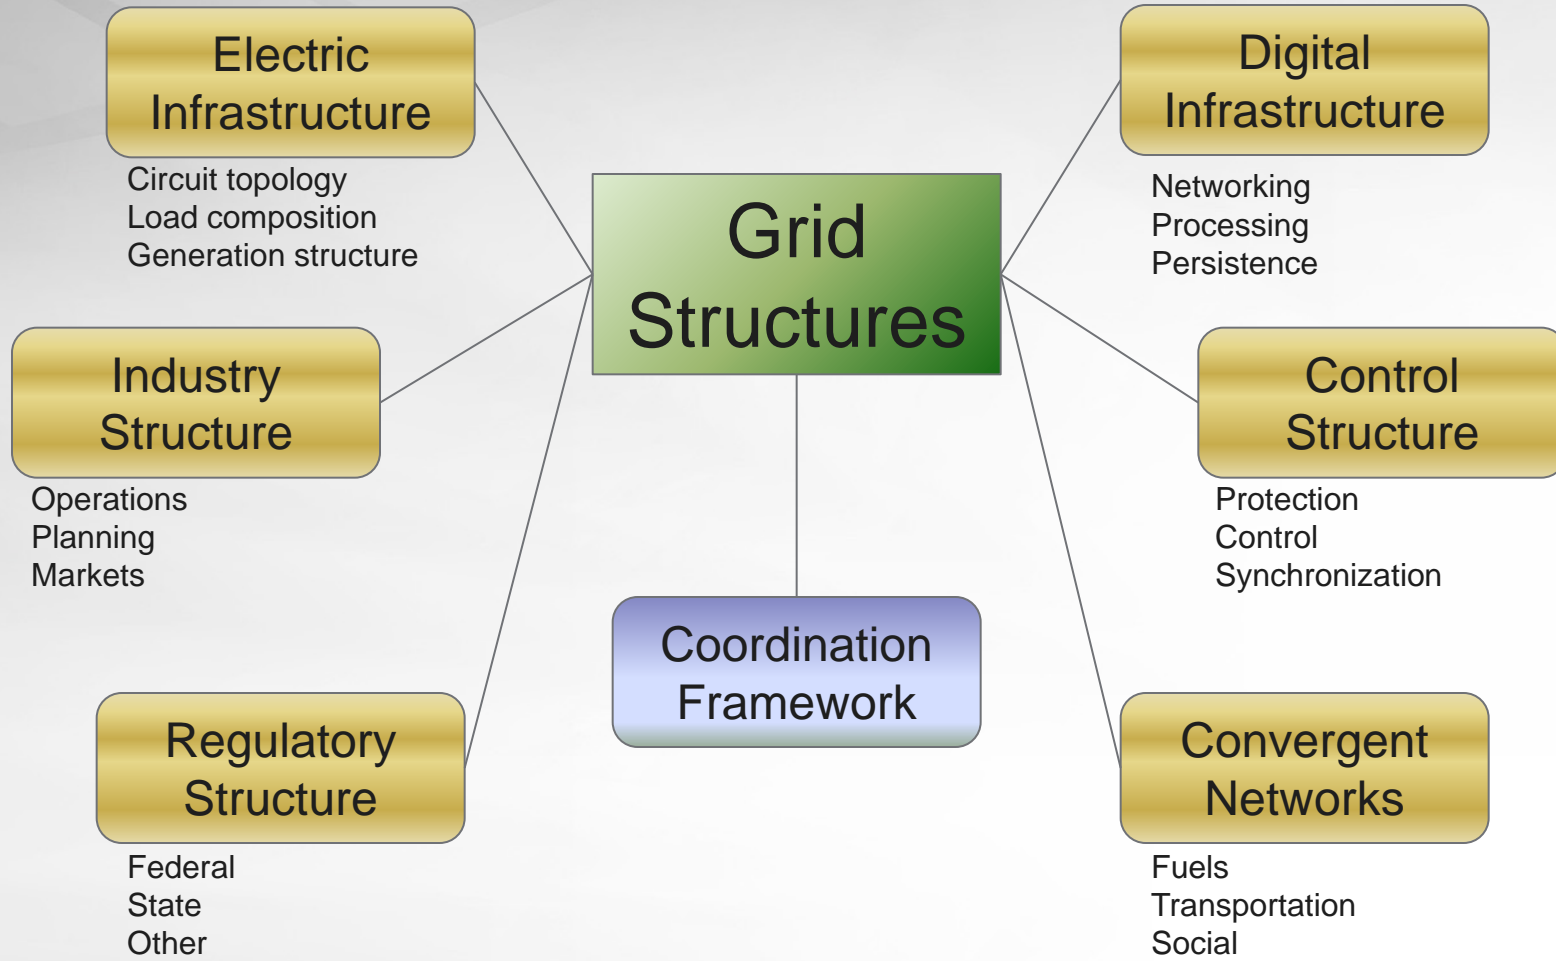 Electric
Infrastructure
Circuit topology
Load composition
Generation structure
Industry
Structure
Operations
Planning
Markets
Regulatory
Structure
Federal
State
Other
Grid
Structures
Coordination
Framework
Digital
Infrastructure
Networking
Processing
Persistence
Control
Structure
Protection
Control
Synchronization
Convergent
Networks
Fuels
Transportation
Social